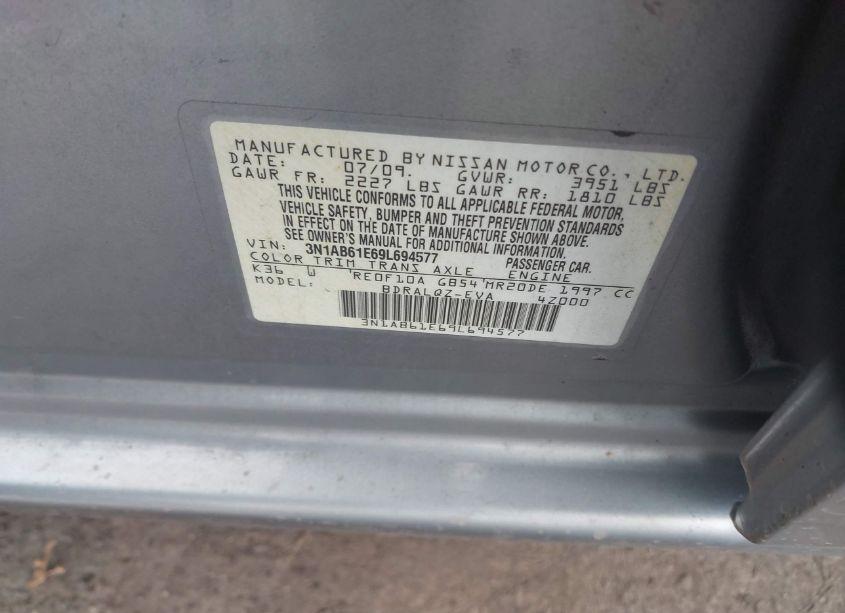 MANUFACTURED BY NISSAN MOTOR CO., LTD.
DATE: 07/09. GVWR: 3951 LBS
GAWR FR: 2227 LBS GAWR RR: 1810 LBS
THIS VEHICLE CONFORMS TO ALL APPLICABLE FEDERAL MOTOR
VEHICLE SAFETY, BUMPER AND THEFT PREVENTION STANDARDS
IN EFFECT ON THE DATE OF MANUFACTURE SHOWN ABOVE.
SEE OWNER'S MANUAL FOR ADDITIONAL INFORMATION.
VIN: 3N1AB61E69L694577 PASSENGER CAR.
COLOR TRIM TRANS AXLE ENGINE
K36 W RE0F10A GB54 MR20DE 1997 CC
MODEL: BDRALQZ-EVA 4Z000
3N1AB61E69L694577